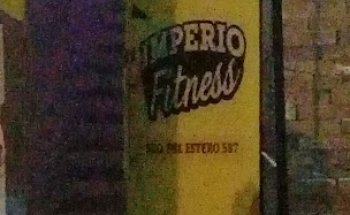 IMPERIO
Fitness
SGO. DEL ESTERO 587